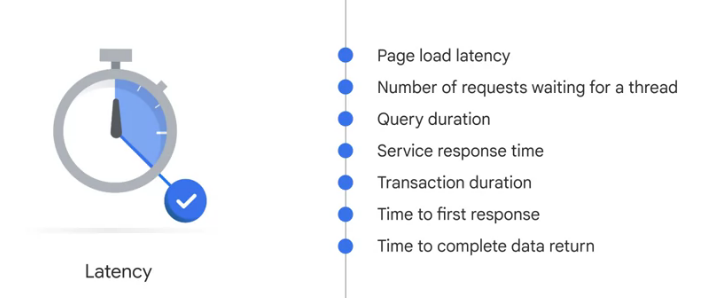 Latency
Page load latency
Number of requests waiting for a thread
Query duration
Service response time
Transaction duration
Time to first response
Time to complete data return